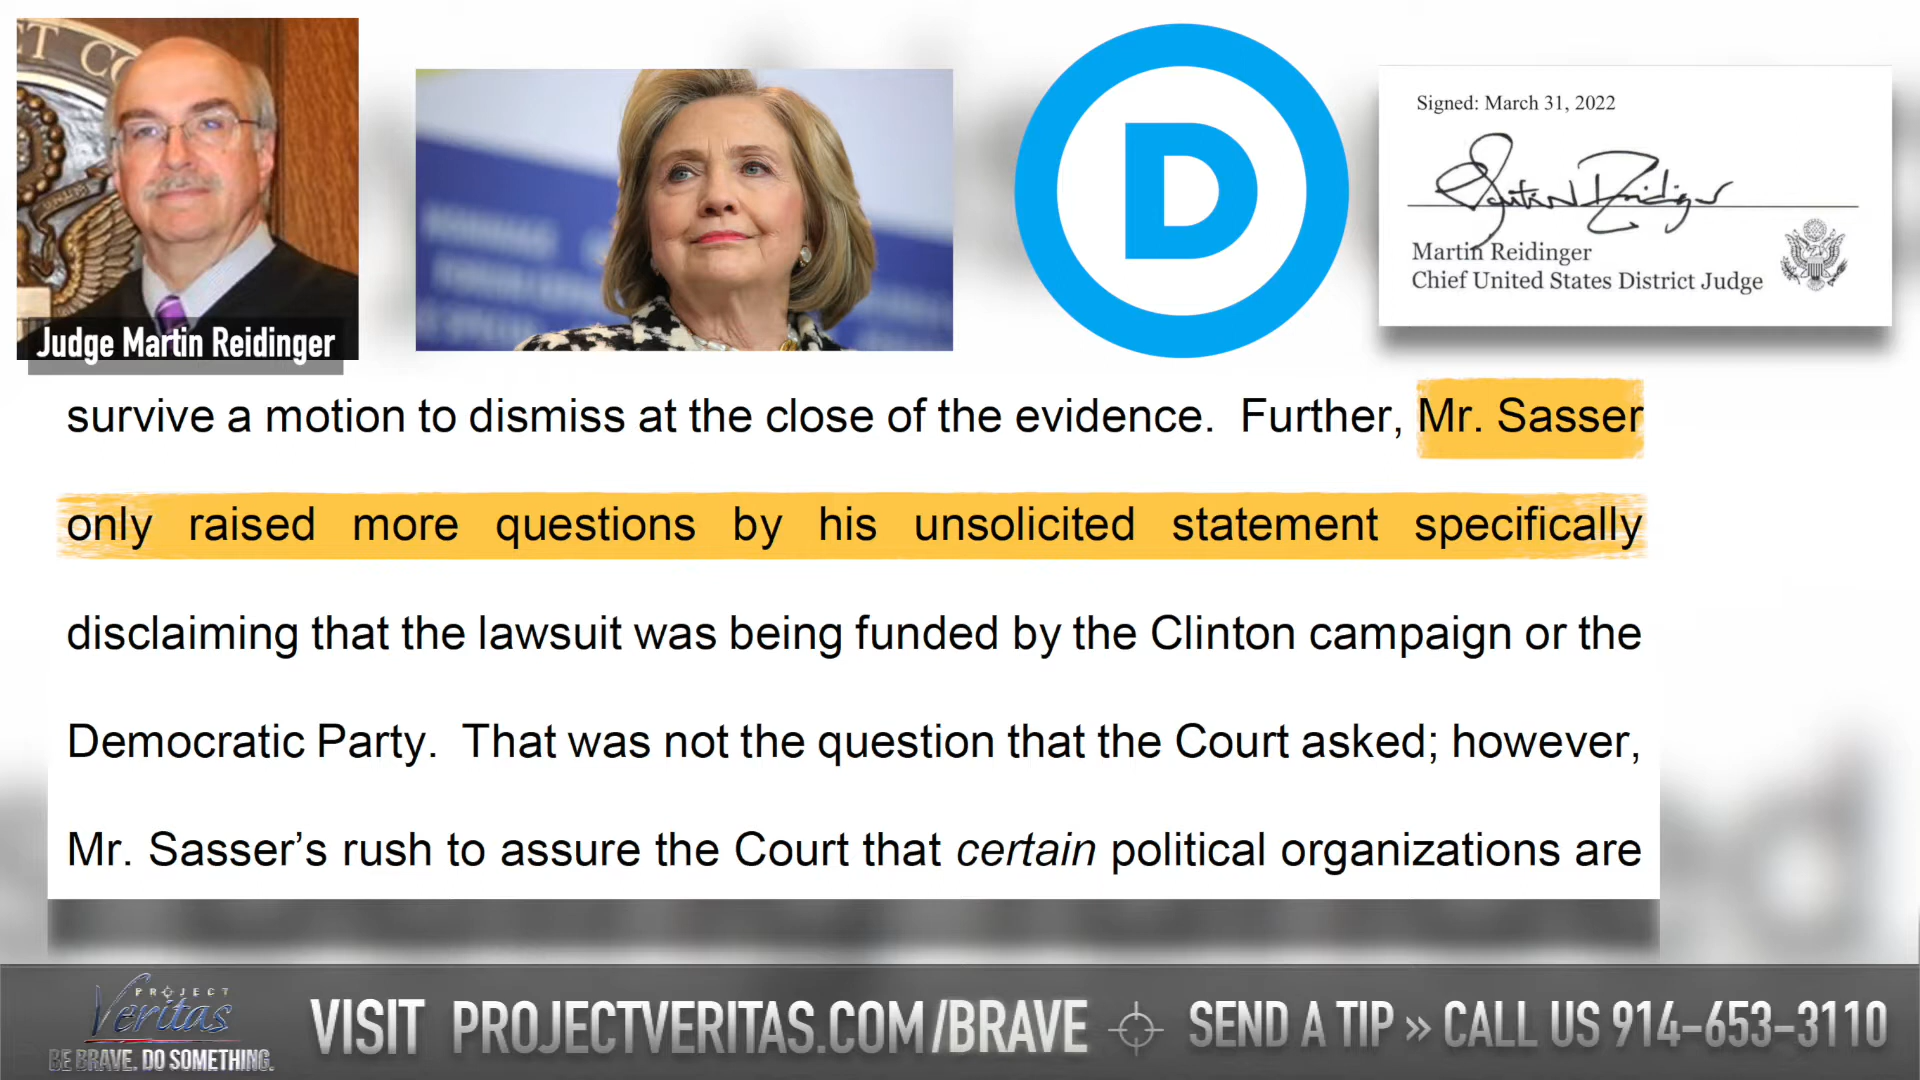 T CO
Judge Martin Reidinger
D
Signed: March 31, 2022
Martin Reidinger
Martin Reidinger
Chief United States District Judge
survive a motion to dismiss at the close of the evidence. Further, Mr. Sasser
only raised more questions by his unsolicited statement specifically
disclaiming that the lawsuit was being funded by the Clinton campaign or the
Democratic Party. That was not the question that the Court asked; however,
Mr. Sasser’s rush to assure the Court that certain political organizations are
PROJECT
Veritas
BE BRAVE. DO SOMETHING.
VISIT PROJECTVERITAS.COM/BRAVE
SEND A TIP » CALL US 914-653-3110